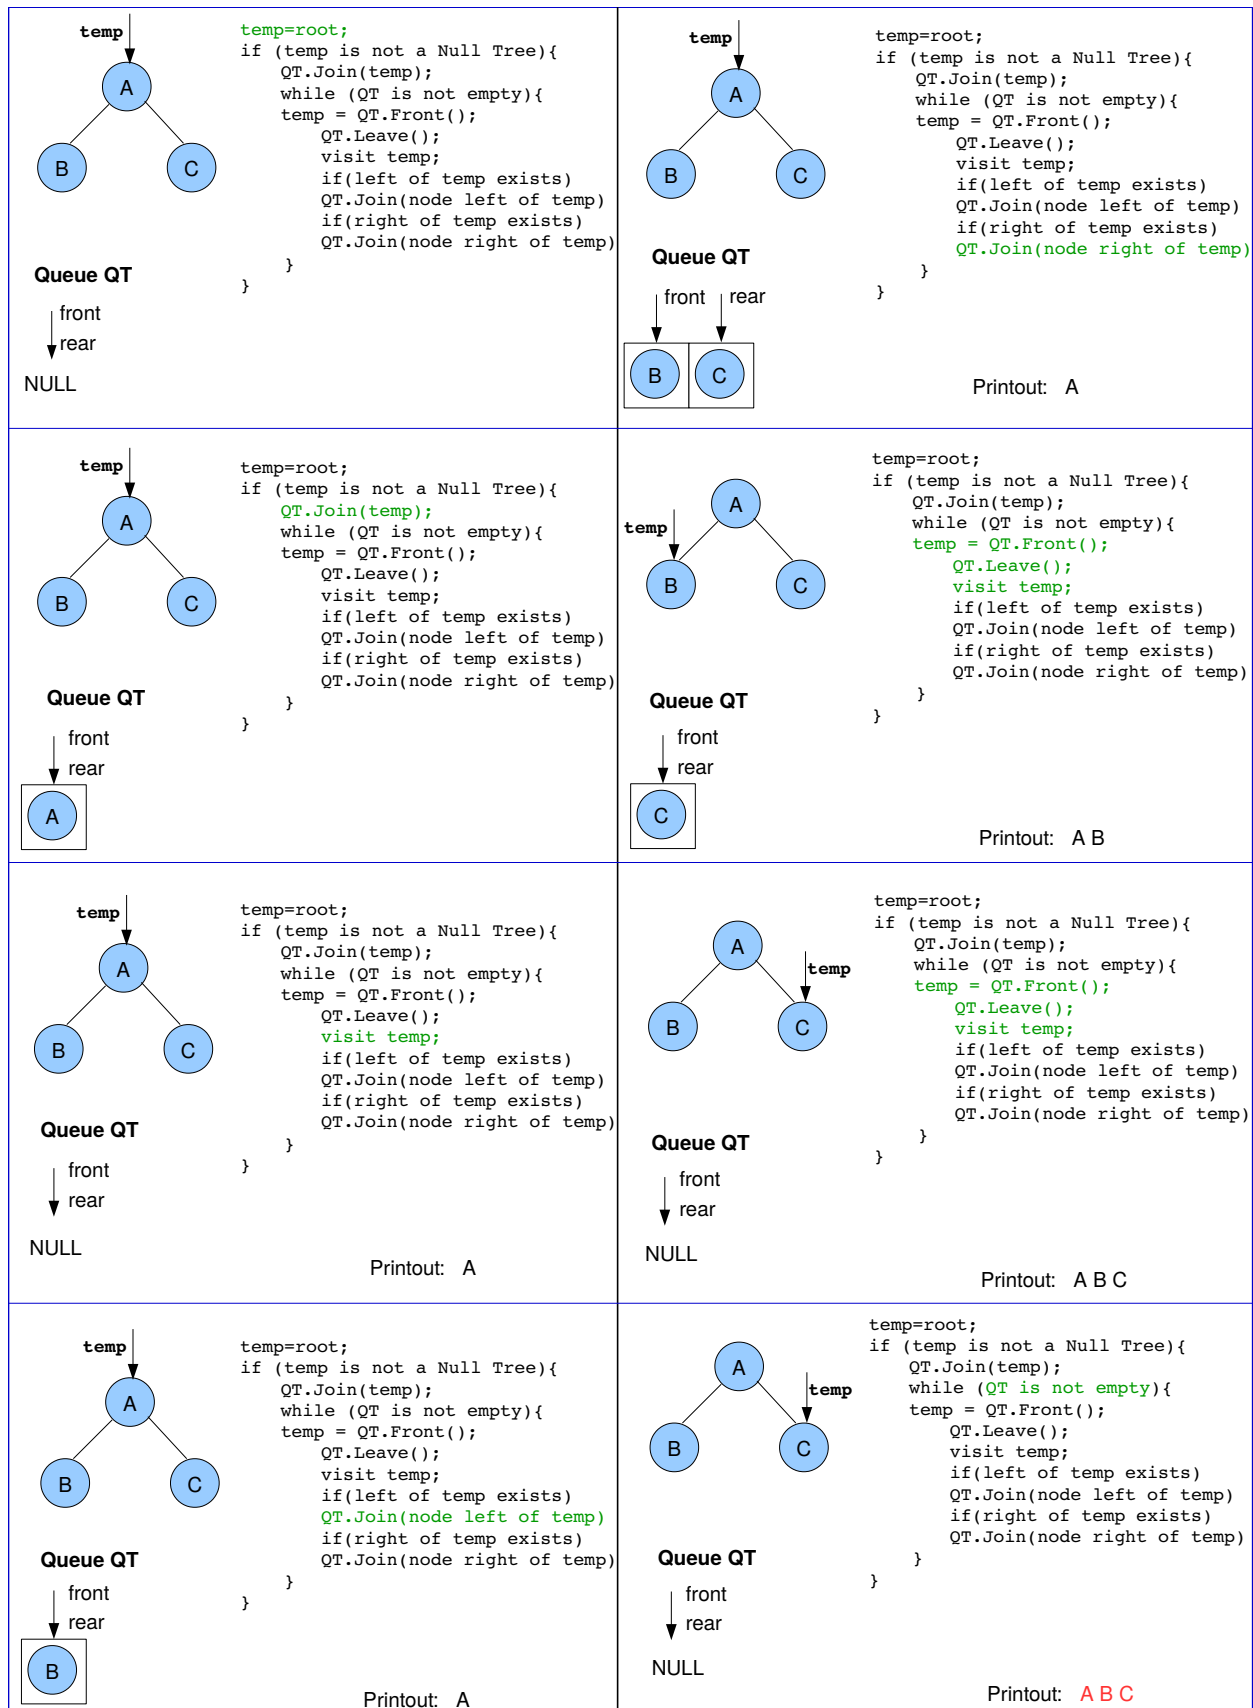 temp
A
B
C
temp=root;
if (temp is not a Null Tree){
QT.Join(temp);
while (QT is not empty){
temp = QT.Front();
QT.Leave();
visit temp;
if(left of temp exists)
QT.Join(node left of temp)
if(right of temp exists)
QT.Join(node right of temp)
}
}
Queue QT
front
rear
NULL
temp
A
B
C
temp=root;
if (temp is not a Null Tree){
QT.Join(temp);
while (QT is not empty){
temp = QT.Front();
QT.Leave();
visit temp;
if(left of temp exists)
QT.Join(node left of temp)
if(right of temp exists)
QT.Join(node right of temp)
}
}
Queue QT
front
rear
A
temp
A
B
C
temp=root;
if (temp is not a Null Tree){
QT.Join(temp);
while (QT is not empty){
temp = QT.Front();
QT.Leave();
visit temp;
if(left of temp exists)
QT.Join(node left of temp)
if(right of temp exists)
QT.Join(node right of temp)
}
}
Queue QT
front
rear
NULL
Printout: A
temp
A
B
C
temp=root;
if (temp is not a Null Tree){
QT.Join(temp);
while (QT is not empty){
temp = QT.Front();
QT.Leave();
visit temp;
if(left of temp exists)
QT.Join(node left of temp)
if(right of temp exists)
QT.Join(node right of temp)
}
}
Queue QT
front
rear
B
Printout: A
temp
A
B
C
temp=root;
if (temp is not a Null Tree){
QT.Join(temp);
while (QT is not empty){
temp = QT.Front();
QT.Leave();
visit temp;
if(left of temp exists)
QT.Join(node left of temp)
if(right of temp exists)
QT.Join(node right of temp)
}
}
Queue QT
front rear
B C
Printout: A
temp
A
B
C
temp=root;
if (temp is not a Null Tree){
QT.Join(temp);
while (QT is not empty){
temp = QT.Front();
QT.Leave();
visit temp;
if(left of temp exists)
QT.Join(node left of temp)
if(right of temp exists)
QT.Join(node right of temp)
}
}
Queue QT
front
rear
C
Printout: A B
temp
A
B
C
temp=root;
if (temp is not a Null Tree){
QT.Join(temp);
while (QT is not empty){
temp = QT.Front();
QT.Leave();
visit temp;
if(left of temp exists)
QT.Join(node left of temp)
if(right of temp exists)
QT.Join(node right of temp)
}
}
Queue QT
front
rear
NULL
Printout: A B C
temp
A
B
C
temp=root;
if (temp is not a Null Tree){
QT.Join(temp);
while (QT is not empty){
temp = QT.Front();
QT.Leave();
visit temp;
if(left of temp exists)
QT.Join(node left of temp)
if(right of temp exists)
QT.Join(node right of temp)
}
}
Queue QT
front
rear
NULL
Printout: A B C